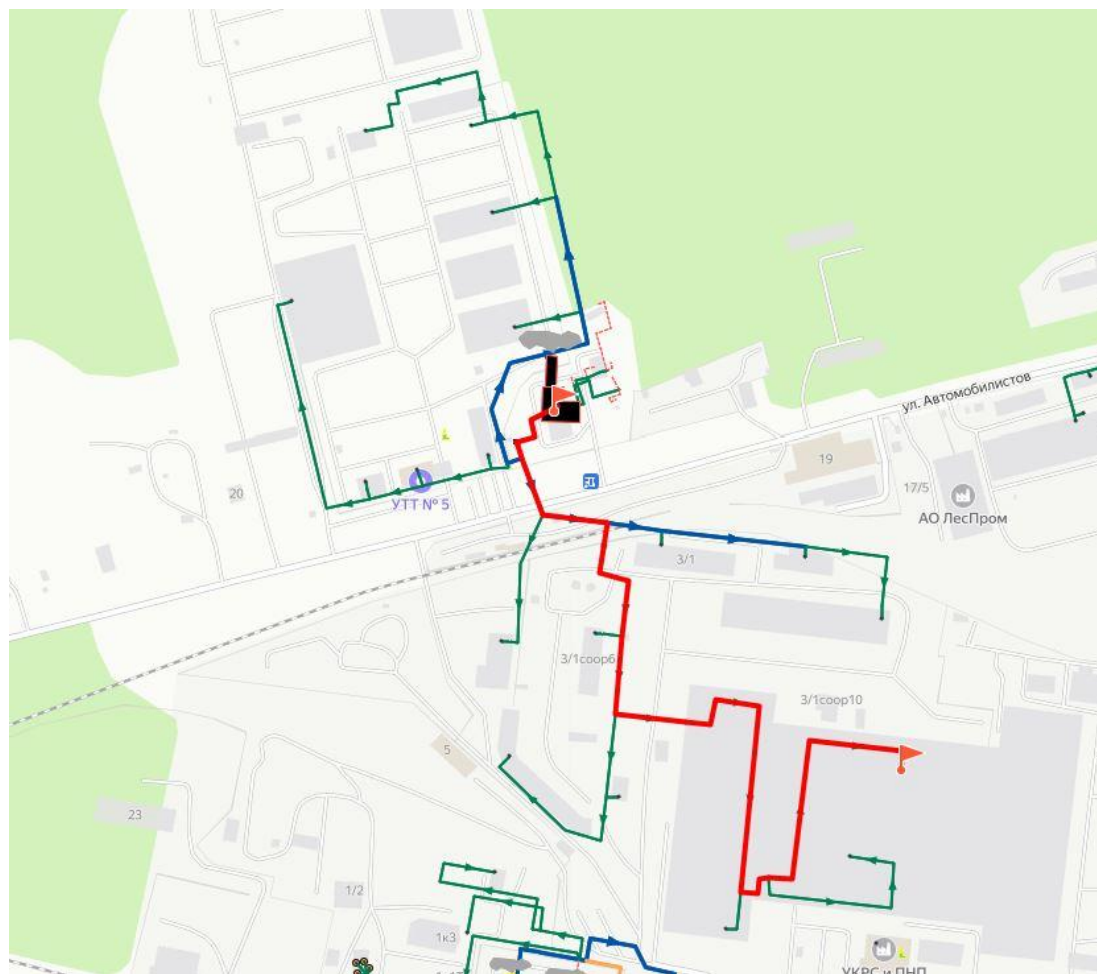 ул. Автомобилистов
19
17/5
АО ЛесПром
20
УТТ № 5
3/1
3/1соор6
3/1соор10
5
23
1/2
1к3
УКРС и ПНП